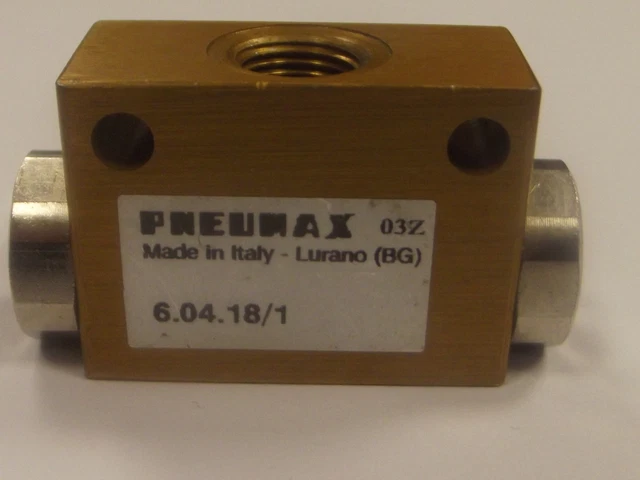 PNEUMAX 03Z
Made in Italy - Lurano (BG)
6.04.18/1